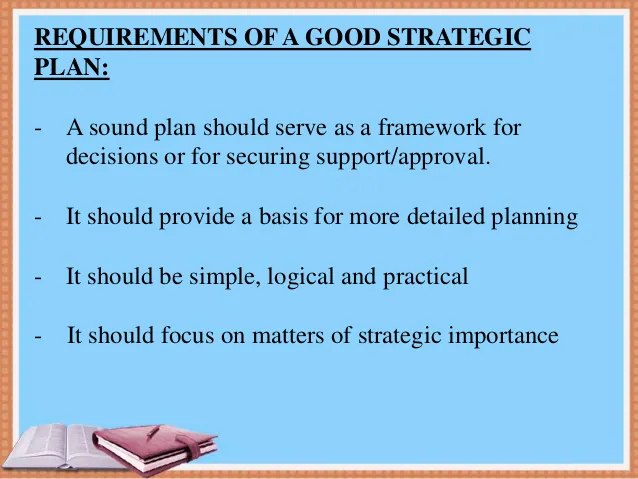 REQUIREMENTS OF A GOOD STRATEGIC
PLAN:
- A sound plan should serve as a framework for
decisions or for securing support/approval.
- It should provide a basis for more detailed planning
- It should be simple, logical and practical
- It should focus on matters of strategic importance